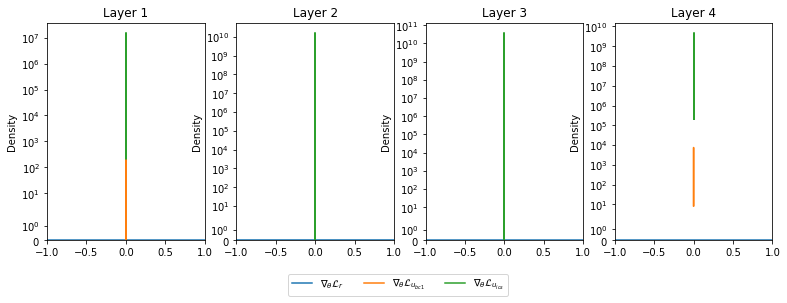 Layer 1 Layer 2 Layer 3 Layer 4
Density Density Density Density
10⁷ 10⁶ 10⁵ 10⁴ 10³ 10² 10¹ 10⁰ 0
10¹⁰ 10⁹ 10⁸ 10⁷ 10⁶ 10⁵ 10⁴ 10³ 10² 10¹ 10⁰ 0
10¹¹ 10¹⁰ 10⁹ 10⁸ 10⁷ 10⁶ 10⁵ 10⁴ 10³ 10² 10¹ 10⁰ 0
10¹⁰ 10⁹ 10⁸ 10⁷ 10⁶ 10⁵ 10⁴ 10³ 10² 10¹ 10⁰ 0
−1.0 −0.5 0.0 0.5 1.0 −1.0 −0.5 0.0 0.5 1.0 −1.0 −0.5 0.0 0.5 1.0 −1.0 −0.5 0.0 0.5 1.0
∇θℒr ∇θℒu_bc1 ∇θℒu_ics